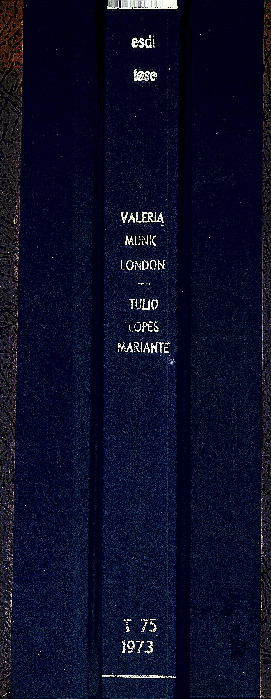 esdi
tese
VALERIA
MUNK
LONDON
TULIO
LOPES
MARIANTE
T 75
1973